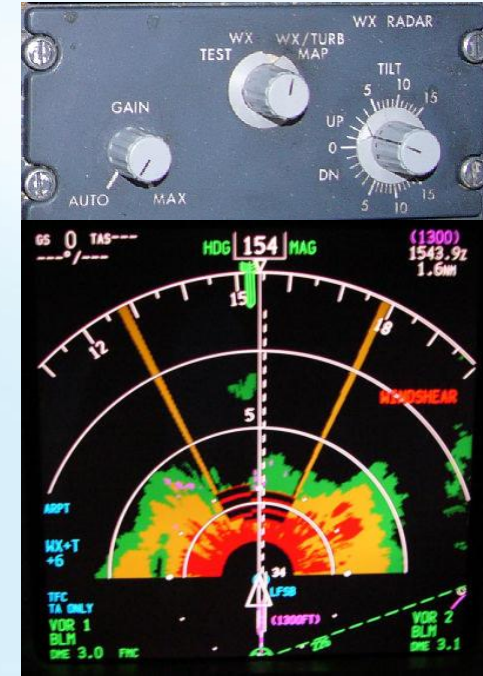 WX RADAR
WX WX/TURB
TEST MAP
TILT
5 10 15
GAIN
UP
0
DN
AUTO MAX
5 10 15
GS 0 TAS---
---°/---
HDG 154 MAG
(1300)
1543.9Z
1.6NM
12 15 18
WINDSHEAR
5
ARPT
WX+T
+6
34
LFSB
TFC
TA ONLY
(1300FT)
VOR 1
BLM
DME 3.0 FMC
VOR 2
BLM
DME 3.1